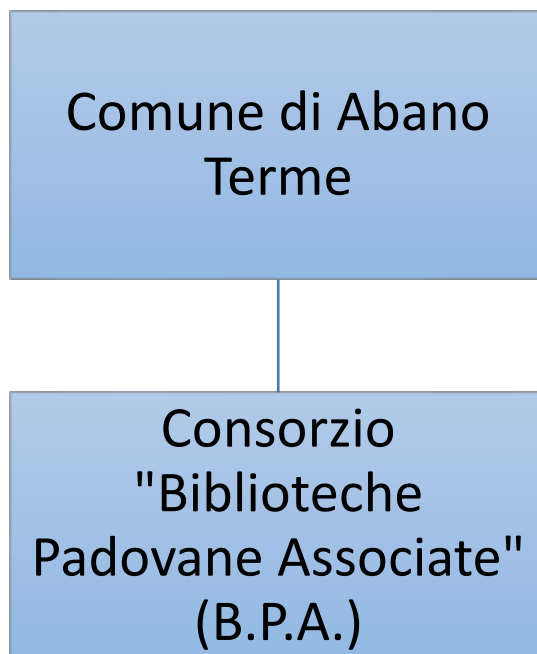 Comune di Abano
Terme
Consorzio
"Biblioteche
Padovane Associate"
(B.P.A.)